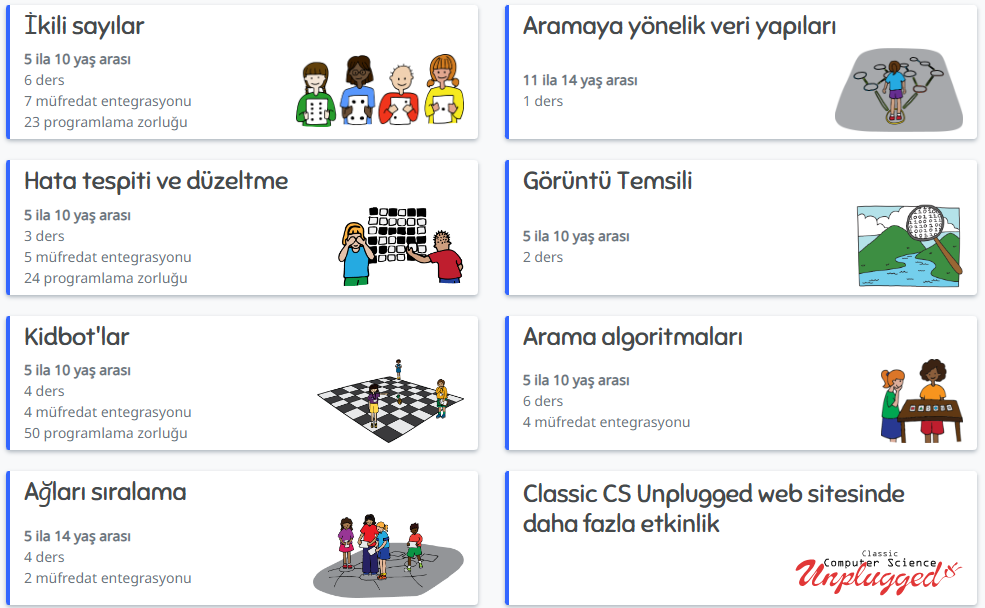 İkili sayılar
5 ila 10 yaş arası
6 ders
7 müfredat entegrasyonu
23 programlama zorluğu
Aramaya yönelik veri yapıları
11 ila 14 yaş arası
1 ders
Hata tespiti ve düzeltme
5 ila 10 yaş arası
3 ders
5 müfredat entegrasyonu
24 programlama zorluğu
Görüntü Temsili
5 ila 10 yaş arası
2 ders
Kidbot'lar
5 ila 10 yaş arası
4 ders
4 müfredat entegrasyonu
50 programlama zorluğu
Arama algoritmaları
5 ila 10 yaş arası
6 ders
4 müfredat entegrasyonu
Ağları sıralama
5 ila 14 yaş arası
4 ders
2 müfredat entegrasyonu
Classic CS Unplugged web sitesinde
daha fazla etkinlik
Classic
Computer Science
Unplugged